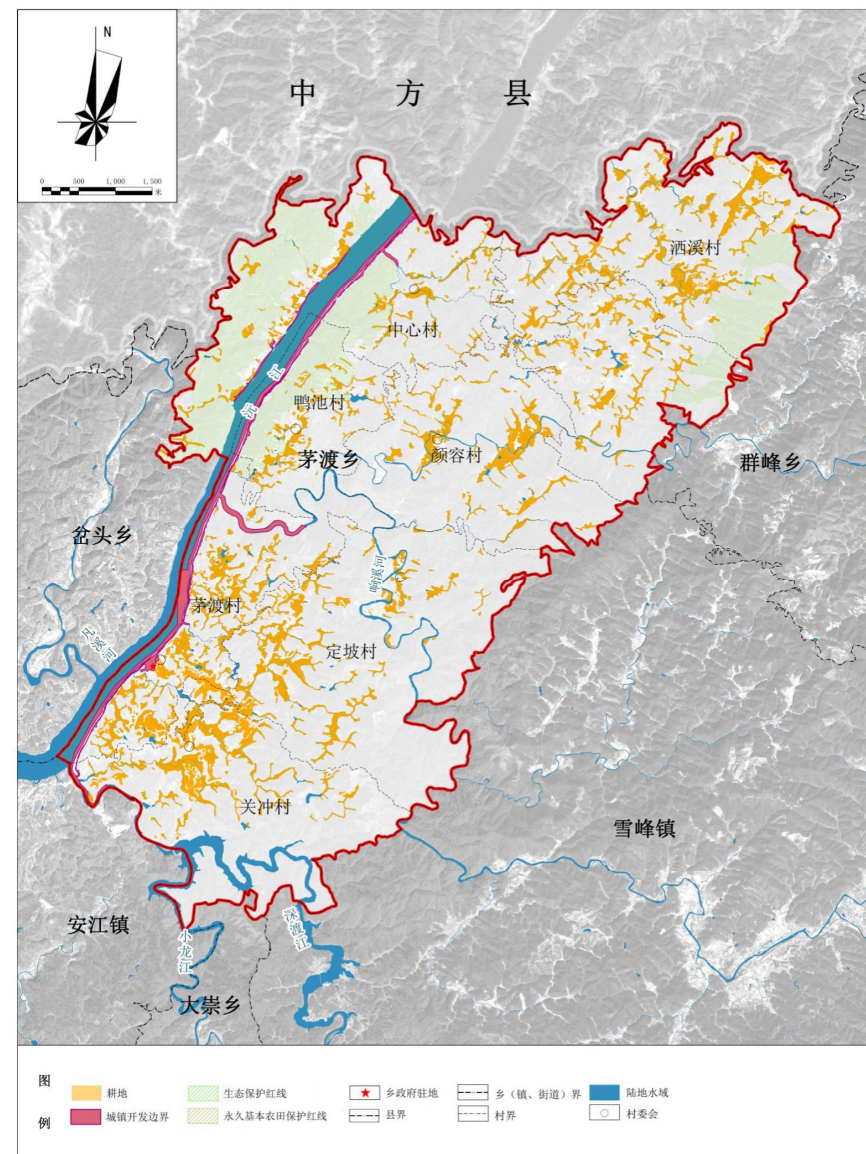 N
0 500 1,000 1,500
米
中方县
洒溪村
中心村
鸭池村
沅江
茅渡乡
颜容村
群峰乡
岔头乡
响溪河
茅渡村
定坡村
关冲村
雪峰镇
安江镇
小龙江
深渡江
大崇乡
图例
耕地
生态保护红线
乡政府驻地
乡（镇、街道）界
陆地水域
城镇开发边界
永久基本农田保护红线
县界
村界
村委会